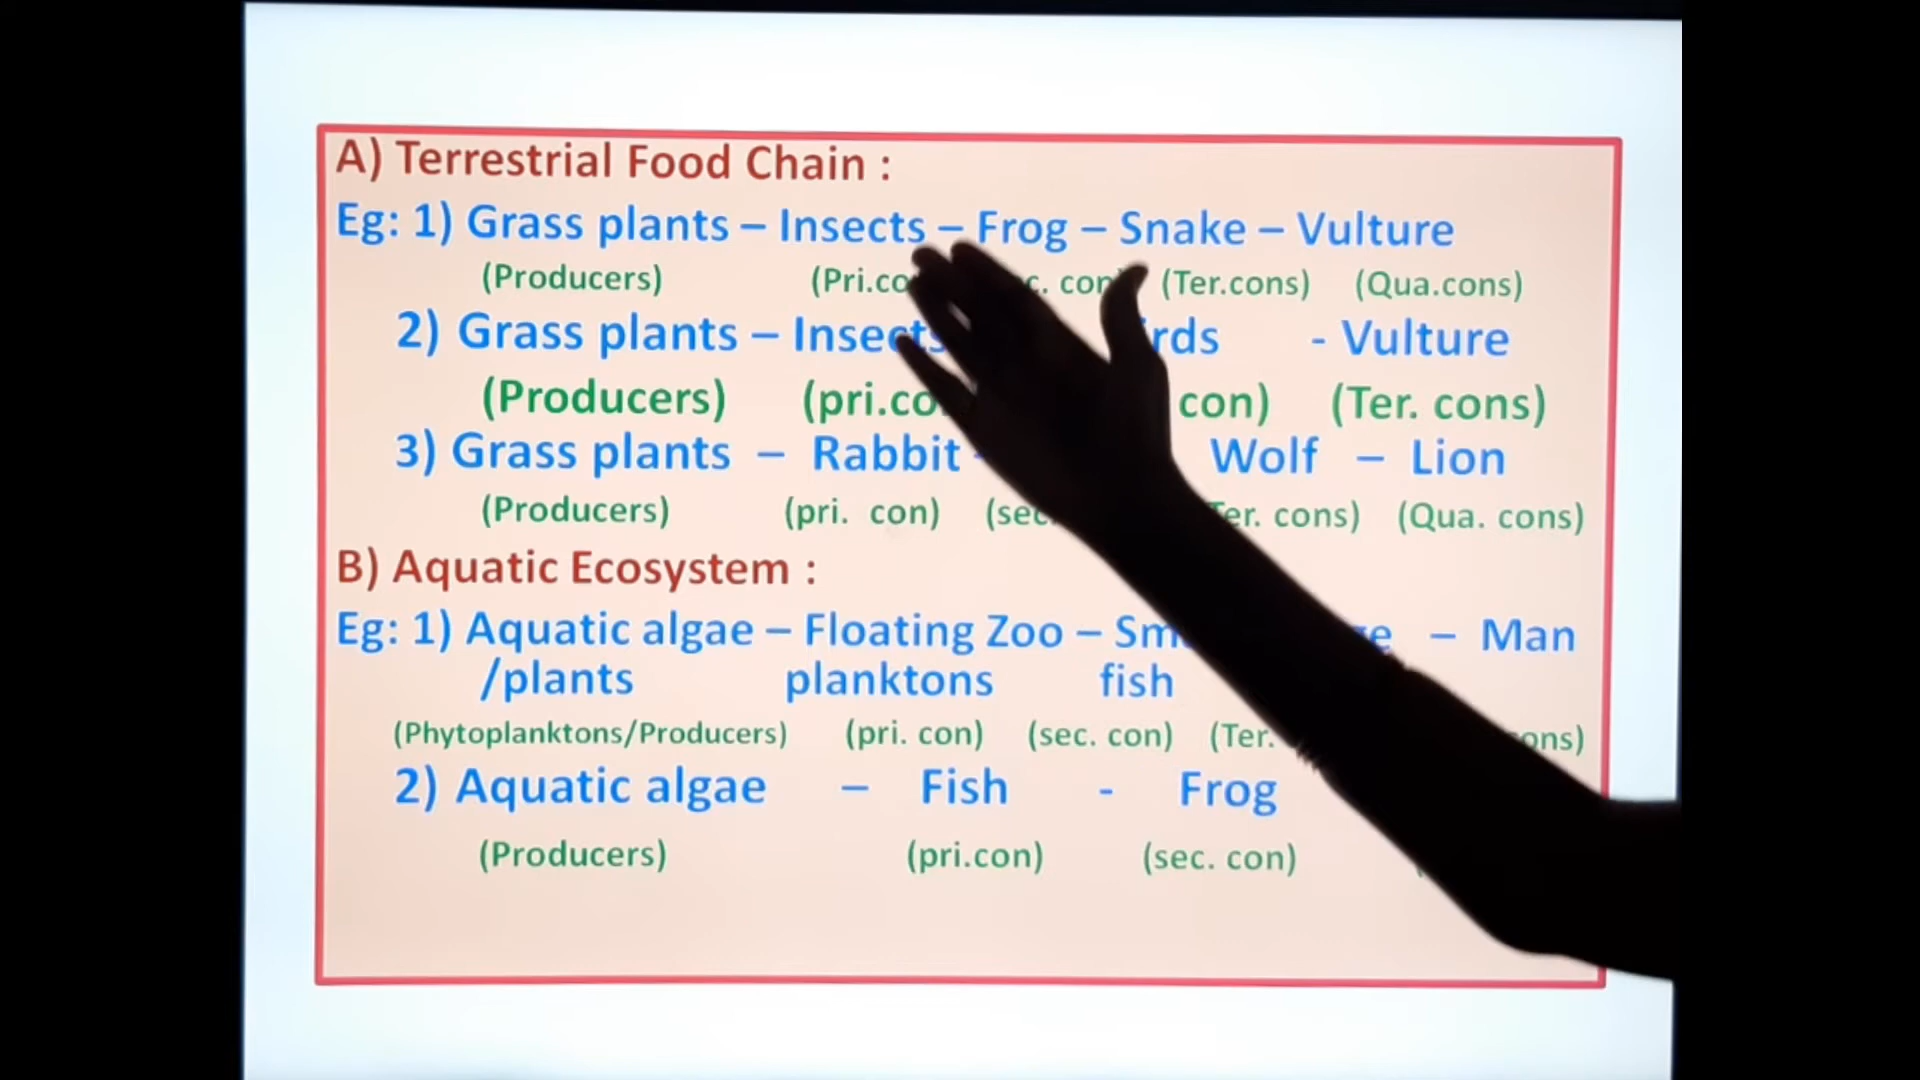 A) Terrestrial Food Chain :
Eg: 1) Grass plants – Insects – Frog – Snake – Vulture
(Producers) (Ter.cons) (Qua.cons)
2) Grass plants – Insects - Vulture
(Producers) con) (Ter. cons)
3) Grass plants – Rabbit Wolf – Lion
(Producers) (pri. con) cons) (Qua. cons)
B) Aquatic Ecosystem :
Eg: 1) Aquatic algae – Floating Zoo – – Man
/plants planktons fish
(Phytoplanktons/Producers) (pri. con) (sec. con) (Ter.
2) Aquatic algae – Fish - Frog
(Producers) (pri.con) (sec. con)